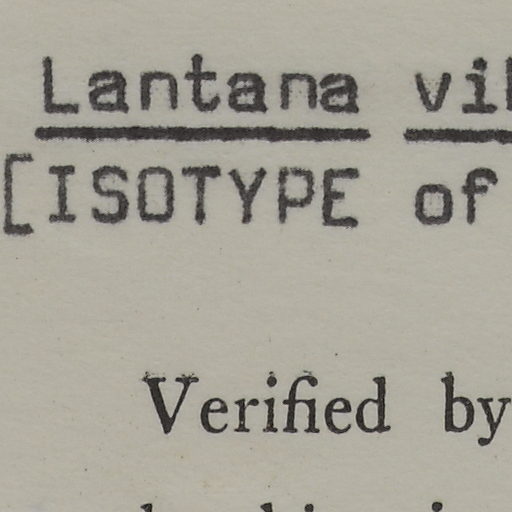 Lantana
[ISOTYPE of
Verified by